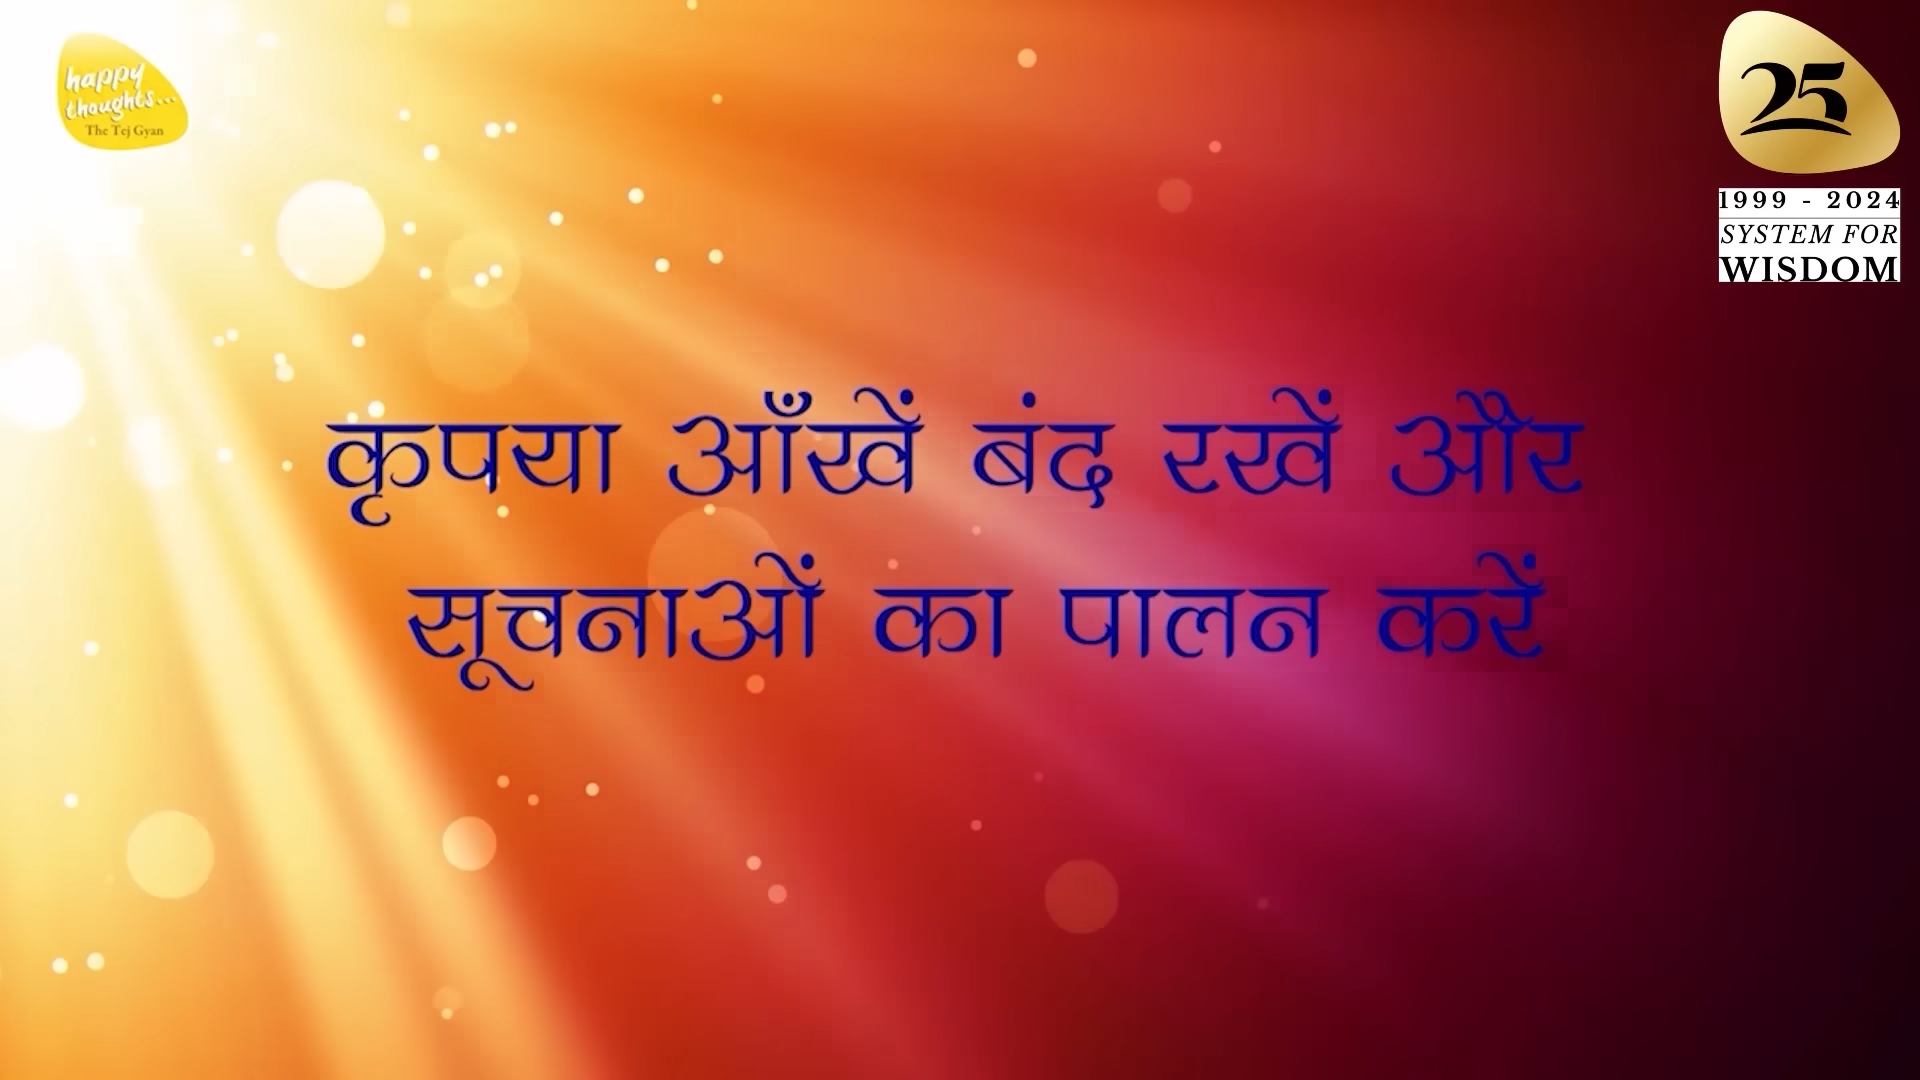 happy
thoughts...
The Tej Gyan
25
1999 - 2024
SYSTEM FOR
WISDOM
कृपया आँखें बंद रखें और
सूचनाओं का पालन करें